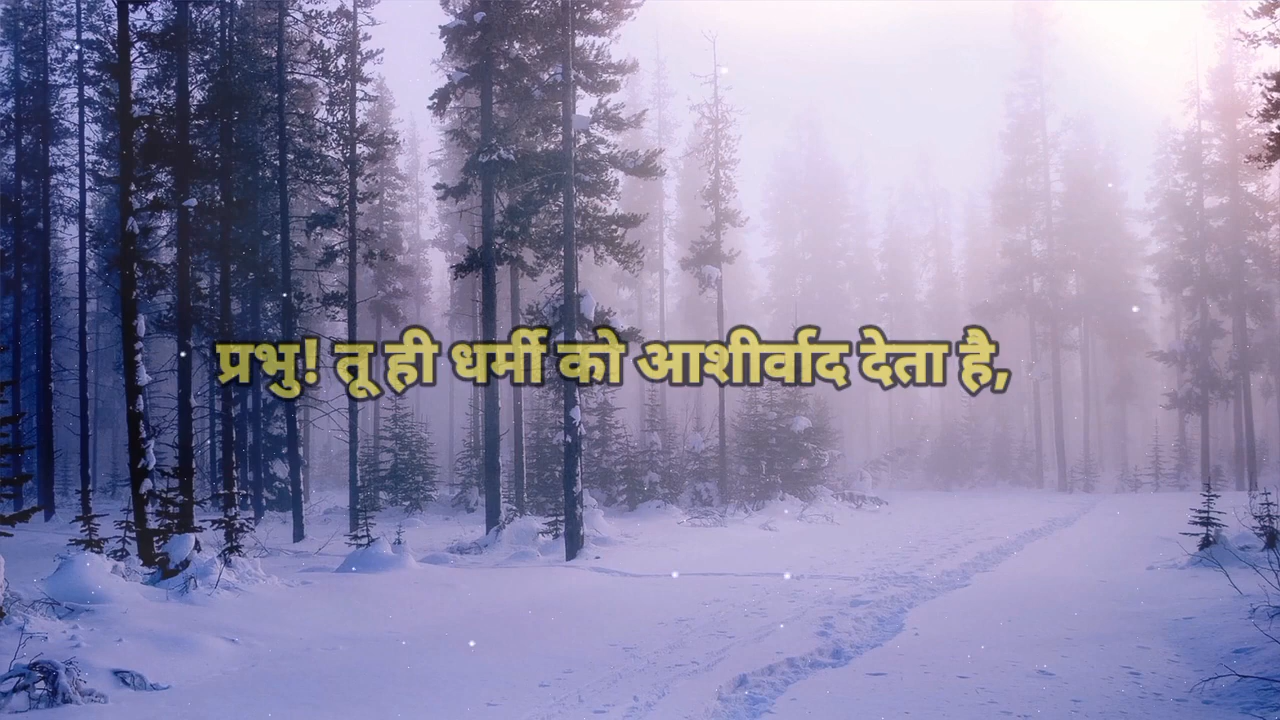 प्रभु! तू ही धर्मी को आशीर्वाद देता है,